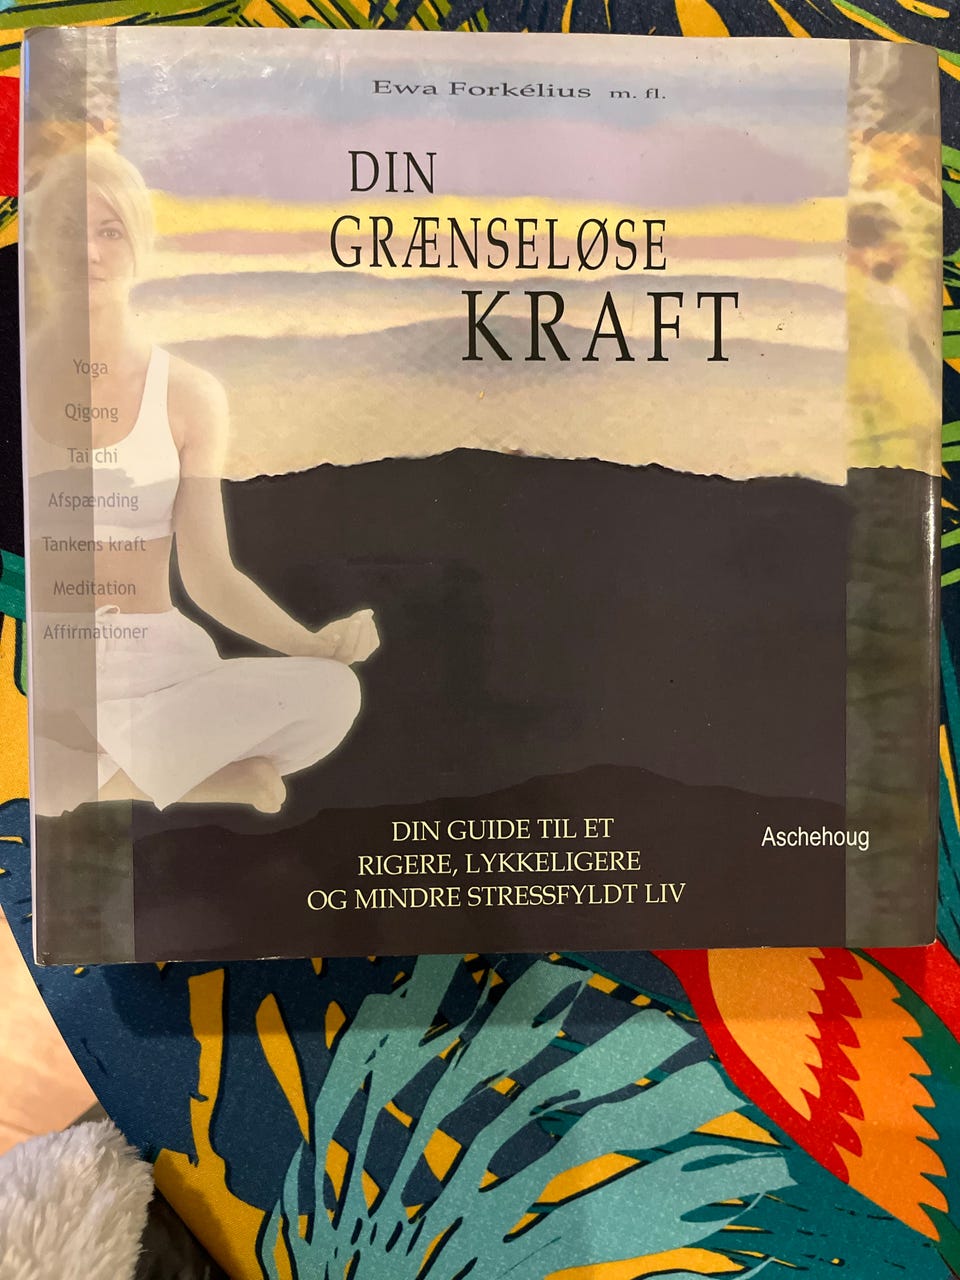 Ewa Forkélius m. fl.
DIN
GRÆNSELØSE
KRAFT
Yoga
Qigong
Tai chi
Afspænding
Tankens kraft
Meditation
Affirmationer
DIN GUIDE TIL ET
RIGERE, LYKKELIGERE
OG MINDRE STRESSFYLDT LIV
Aschehoug